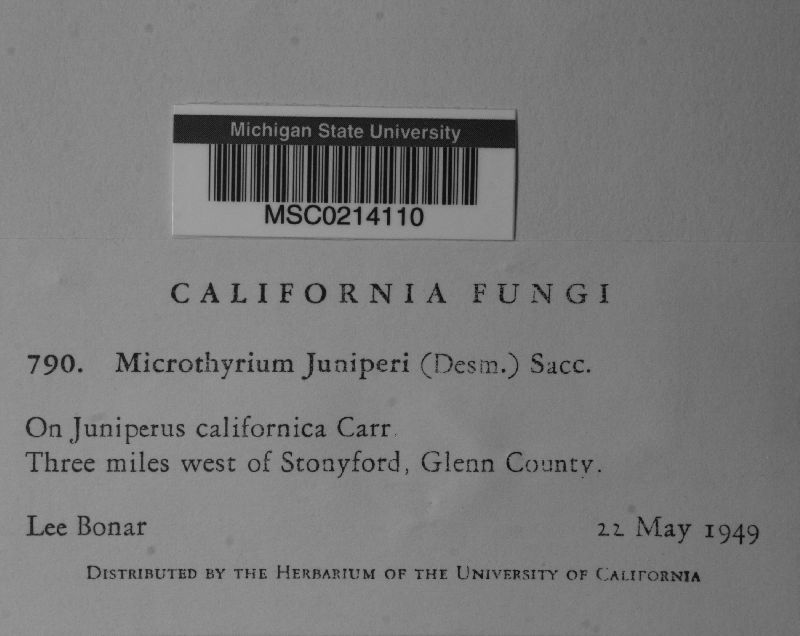 Michigan State University
MSC0214110
CALIFORNIA FUNGI
790. Microthyrium Juniperi (Desm.) Sacc.
On Juniperus californica Carr.
Three miles west of Stonyford, Glenn County.
Lee Bonar 22 May 1949
DISTRIBUTED BY THE HERBARIUM OF THE UNIVERSITY OF CALIFORNIA